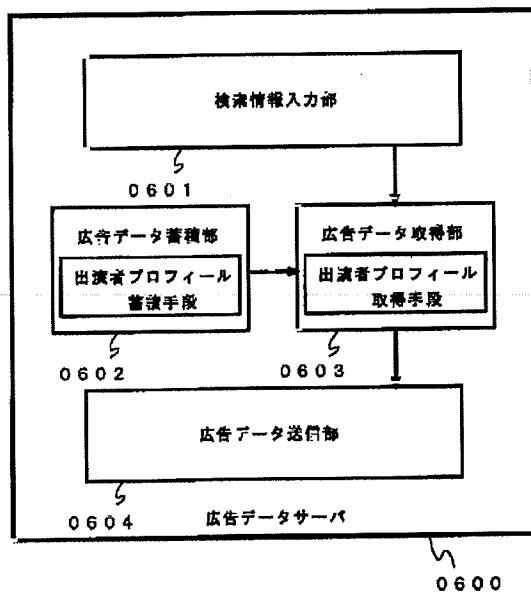 検索情報入力部
0601
広告データ蓄積部
出演者プロフィール
蓄積手段
0602
広告データ取得部
出演者プロフィール
取得手段
0603
広告データ送信部
0604
広告データサーバ
0600